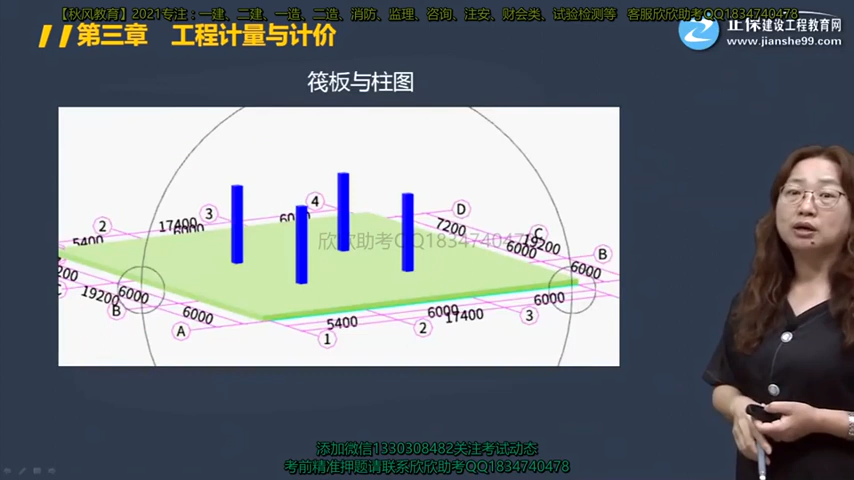 【秋风教育】2021专注：一建、二建、一造、二造、消防、监理、咨询、注安、财会类、试验检测等 客服欣欣助考QQ1834740478
第三章 工程计量与计价
正保建设工程教育网
www.jianshe99.com
筏板与柱图
4
3
2
D
17400
6000
5400
7200
C
19200
6000
B
6000
欣欣助考QQ1834740478
19200
6000
B
6000
A
5400
6000
17400
6000
1
2
3
添加微信1330308482关注考试动态
考前精准押题请联系欣欣助考QQ1834740478